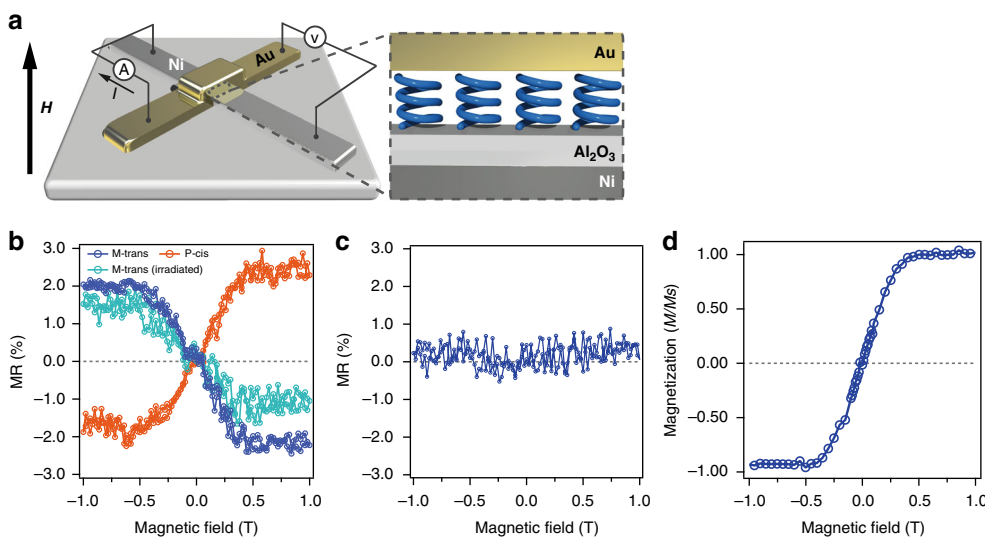 a
H
Ni
Au
V
A
I
Au
Al₂O₃
Ni
b
M-trans
P-cis
M-trans (irradiated)
MR (%)
3.0
2.0
1.0
0.0
−1.0
−2.0
−3.0
−1.0 −0.5 0.0 0.5 1.0
Magnetic field (T)
c
MR (%)
3.0
2.0
1.0
0.0
−1.0
−2.0
−3.0
−1.0 −0.5 0.0 0.5 1.0
Magnetic field (T)
d
Magnetization (M/Ms)
1.00
0.50
0.00
−0.50
−1.00
−1.0 −0.5 0.0 0.5 1.0
Magnetic field (T)